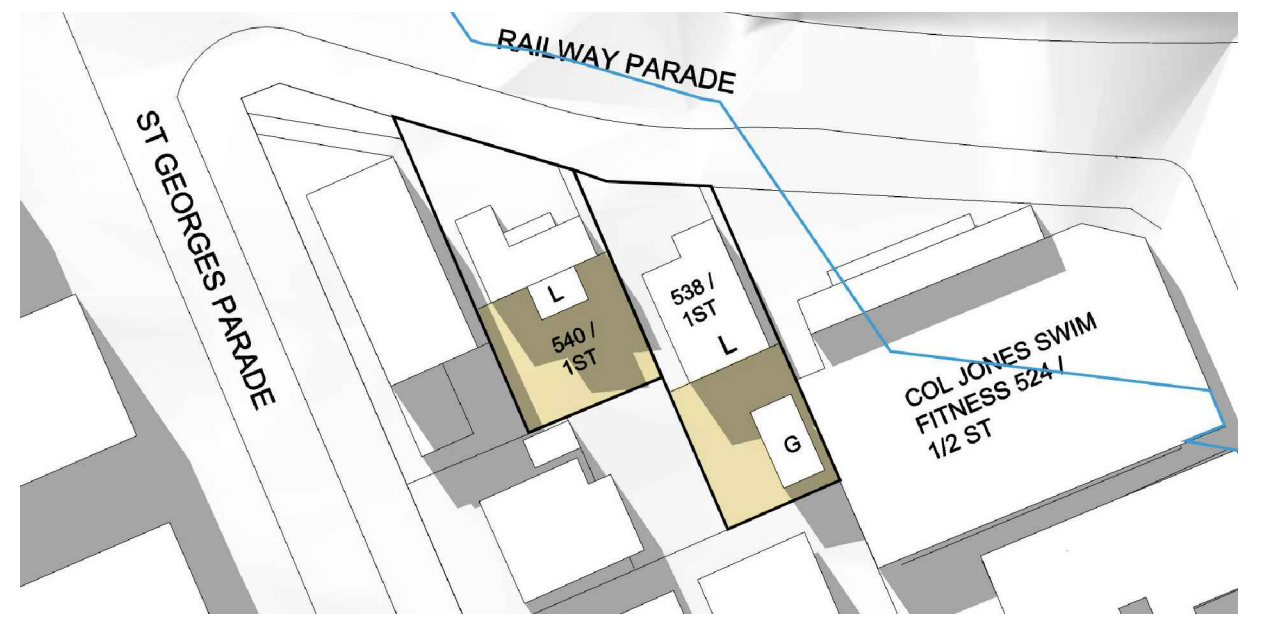 RAILWAY PARADE
ST GEORGES PARADE
L
540 /
1ST
538 /
1ST
L
G
COL JONES SWIM
FITNESS 524 /
1/2 ST